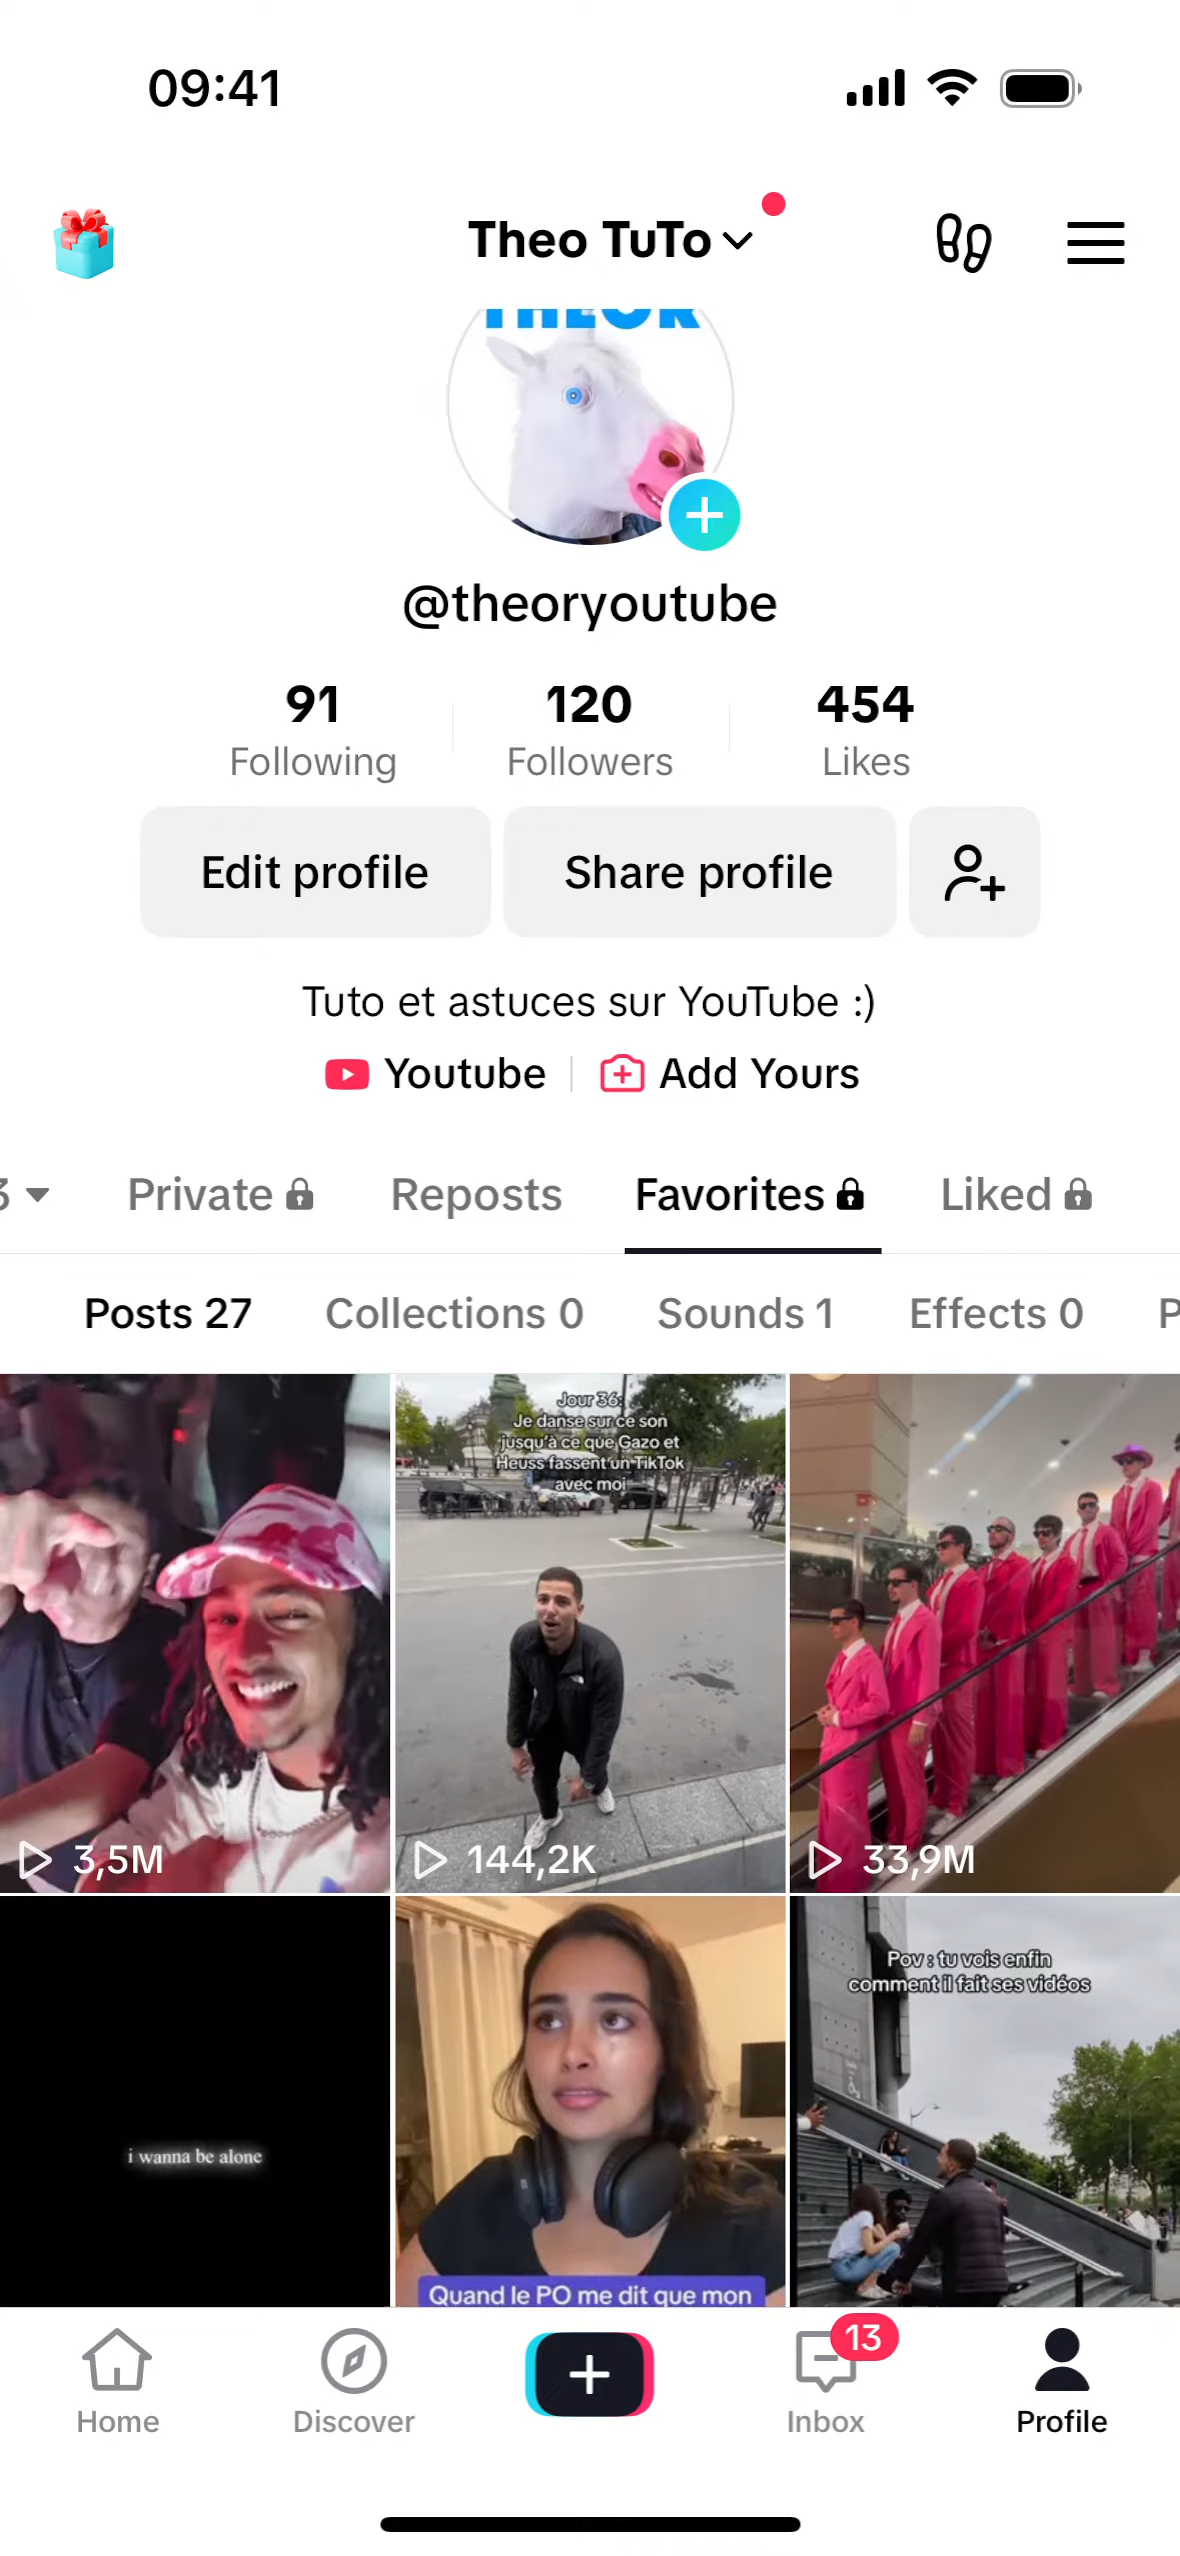 09:41
Theo TuTo
@theoryoutube
91 120 454
Following Followers Likes
Edit profile Share profile
Tuto et astuces sur YouTube :)
Youtube Add Yours
Private Reposts Favorites Liked
Posts 27 Collections 0 Sounds 1 Effects 0
Jour 36:
Je danse sur ce son
jusqu'à ce que Gazo et
Heuss fassent un TikTok
avec moi
3,5M 144,2K 33,9M
Pov : tu vois enfin
comment il fait ses vidéos
i wanna be alone
Quand le PO me dit que mon
13
Home Discover Inbox Profile